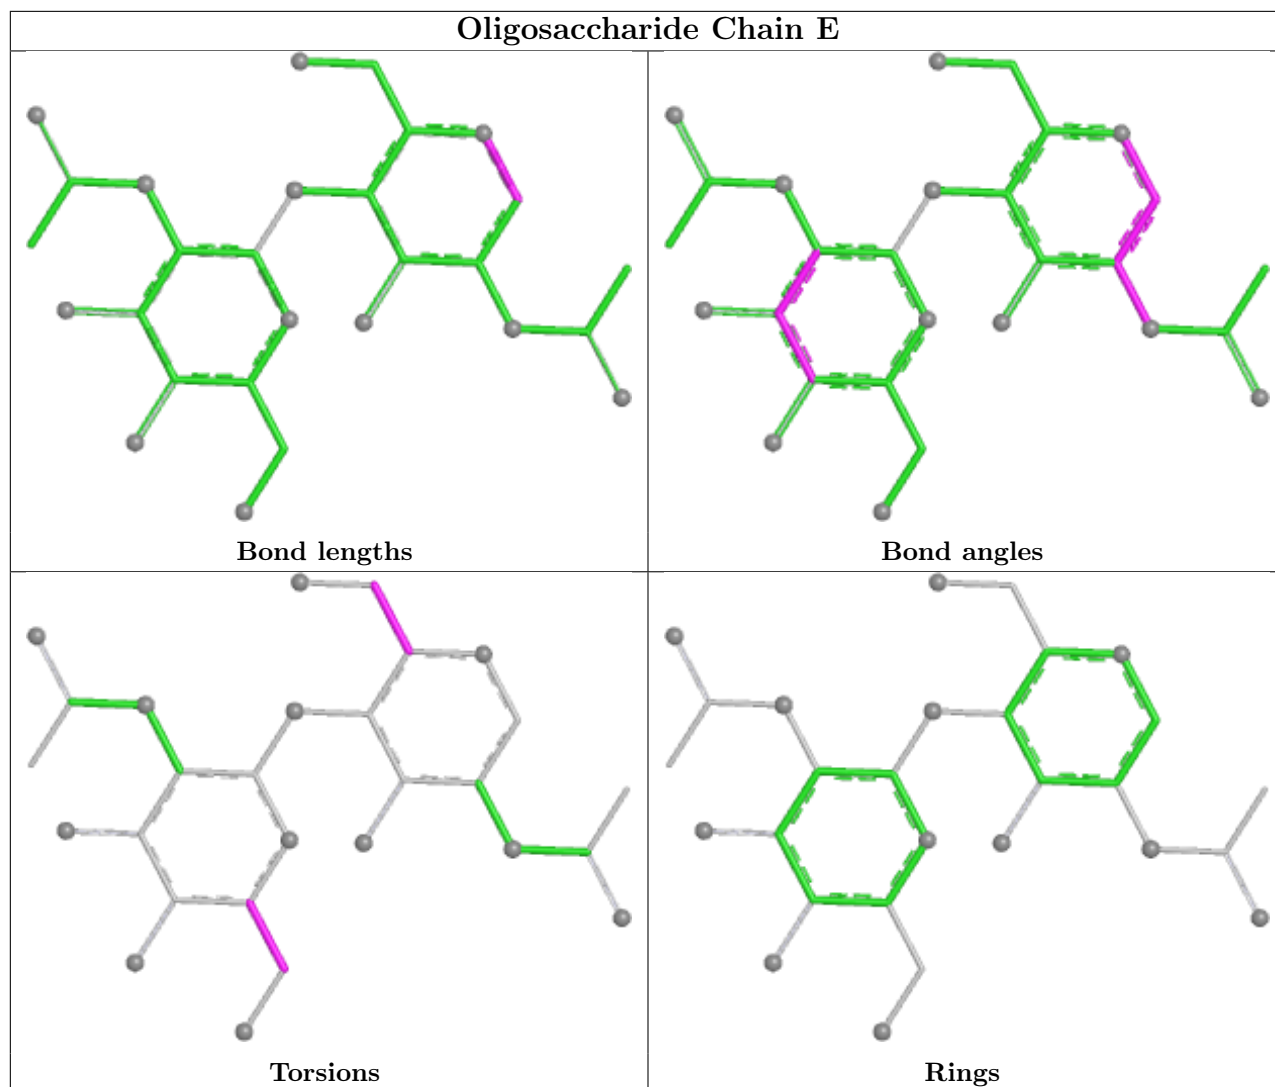 Oligosaccharide Chain E
Bond lengths
Bond angles
Torsions
Rings